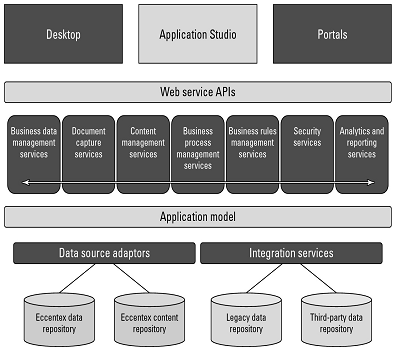 Desktop
Application Studio
Portals
Web service APIs
Business data
management
services
Document
capture
services
Content
management
services
Business
process
management
services
Business rules
management
services
Security
services
Analytics and
reporting
services
Application model
Data source adaptors
Integration services
Eccentex data
repository
Eccentex content
repository
Legacy data
repository
Third-party data
repository